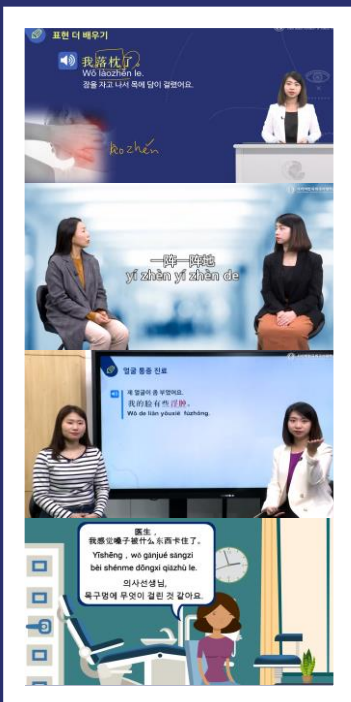 표현 더 배우기
我落枕了。
Wǒ làozhěn le.
잠을 자고 나서 목에 담이 걸렸어요.
laozhěn
一阵一阵地
yí zhèn yí zhèn de
얼굴 통증 진료
제 얼굴이 좀 부었어요.
我的脸有些浮肿。
Wǒ de liǎn yǒuxiē fúzhǒng.
医生，
我感觉嗓子被什么东西卡住了。
Yīshēng, wǒ gǎnjué sǎngzi
bèi shénme dōngxi qiǎzhù le.
의사선생님,
목구멍에 무엇이 걸린 것 같아요.